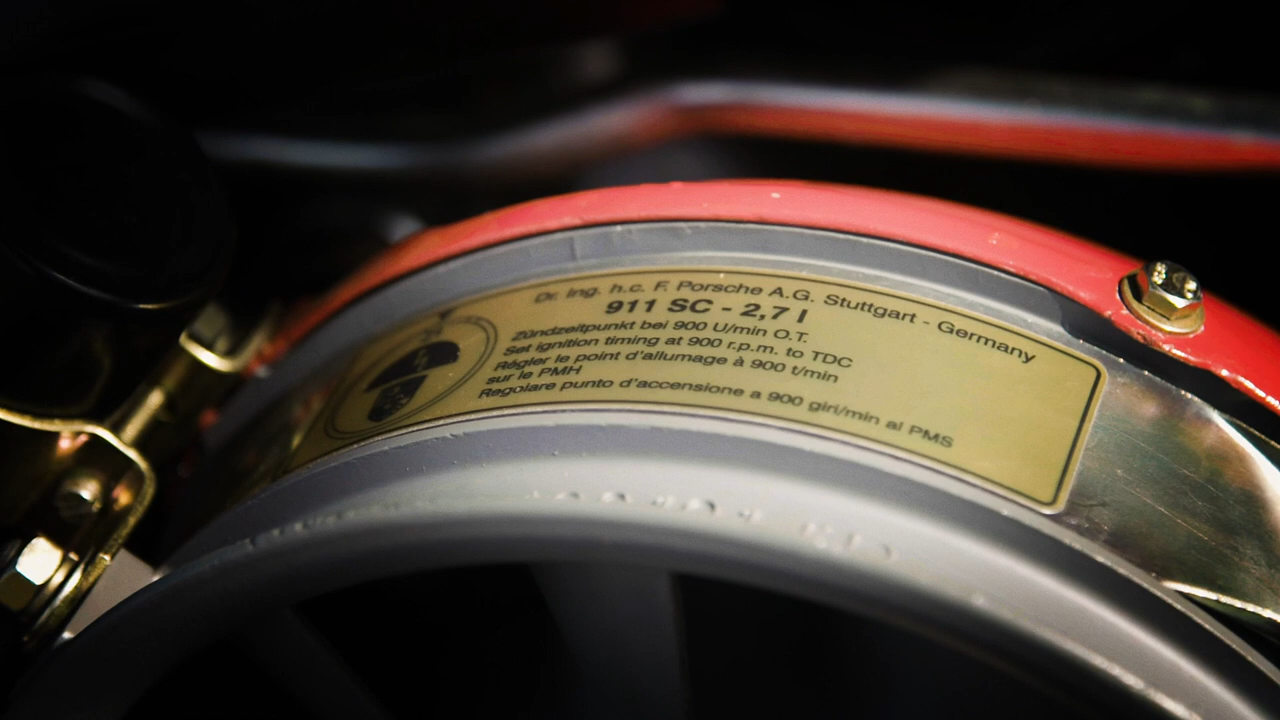 Dr. Ing. h.c. F. Porsche A.G. Stuttgart - Germany
911 SC - 2,7 l
Zündzeitpunkt bei 900 U/min O.T.
Set ignition timing at 900 r.p.m. to TDC
Régler le point d'allumage à 900 t/min
sur le PMH
Regolare punto d'accensione a 900 giri/min al PMS